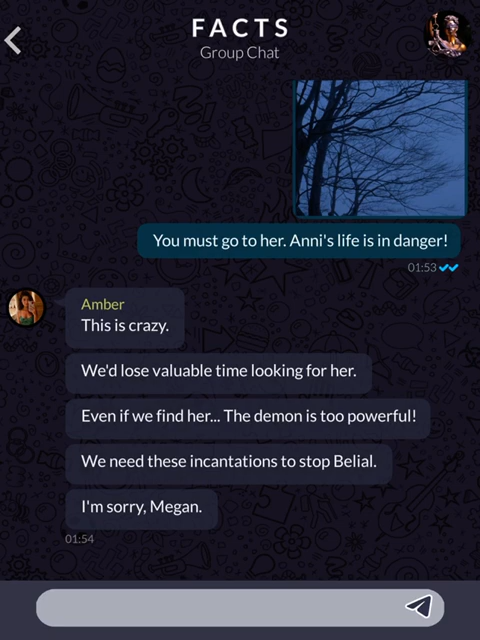 FACTS
Group Chat
You must go to her. Anni's life is in danger!
01:53
Amber
This is crazy.
We'd lose valuable time looking for her.
Even if we find her... The demon is too powerful!
We need these incantations to stop Belial.
I'm sorry, Megan.
01:54